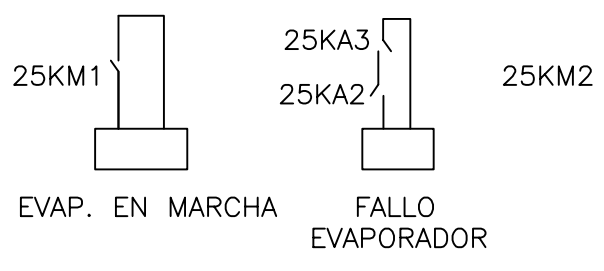 25KM1
25KA3
25KA2
25KM2
EVAP. EN MARCHA
FALLO
EVAPORADOR